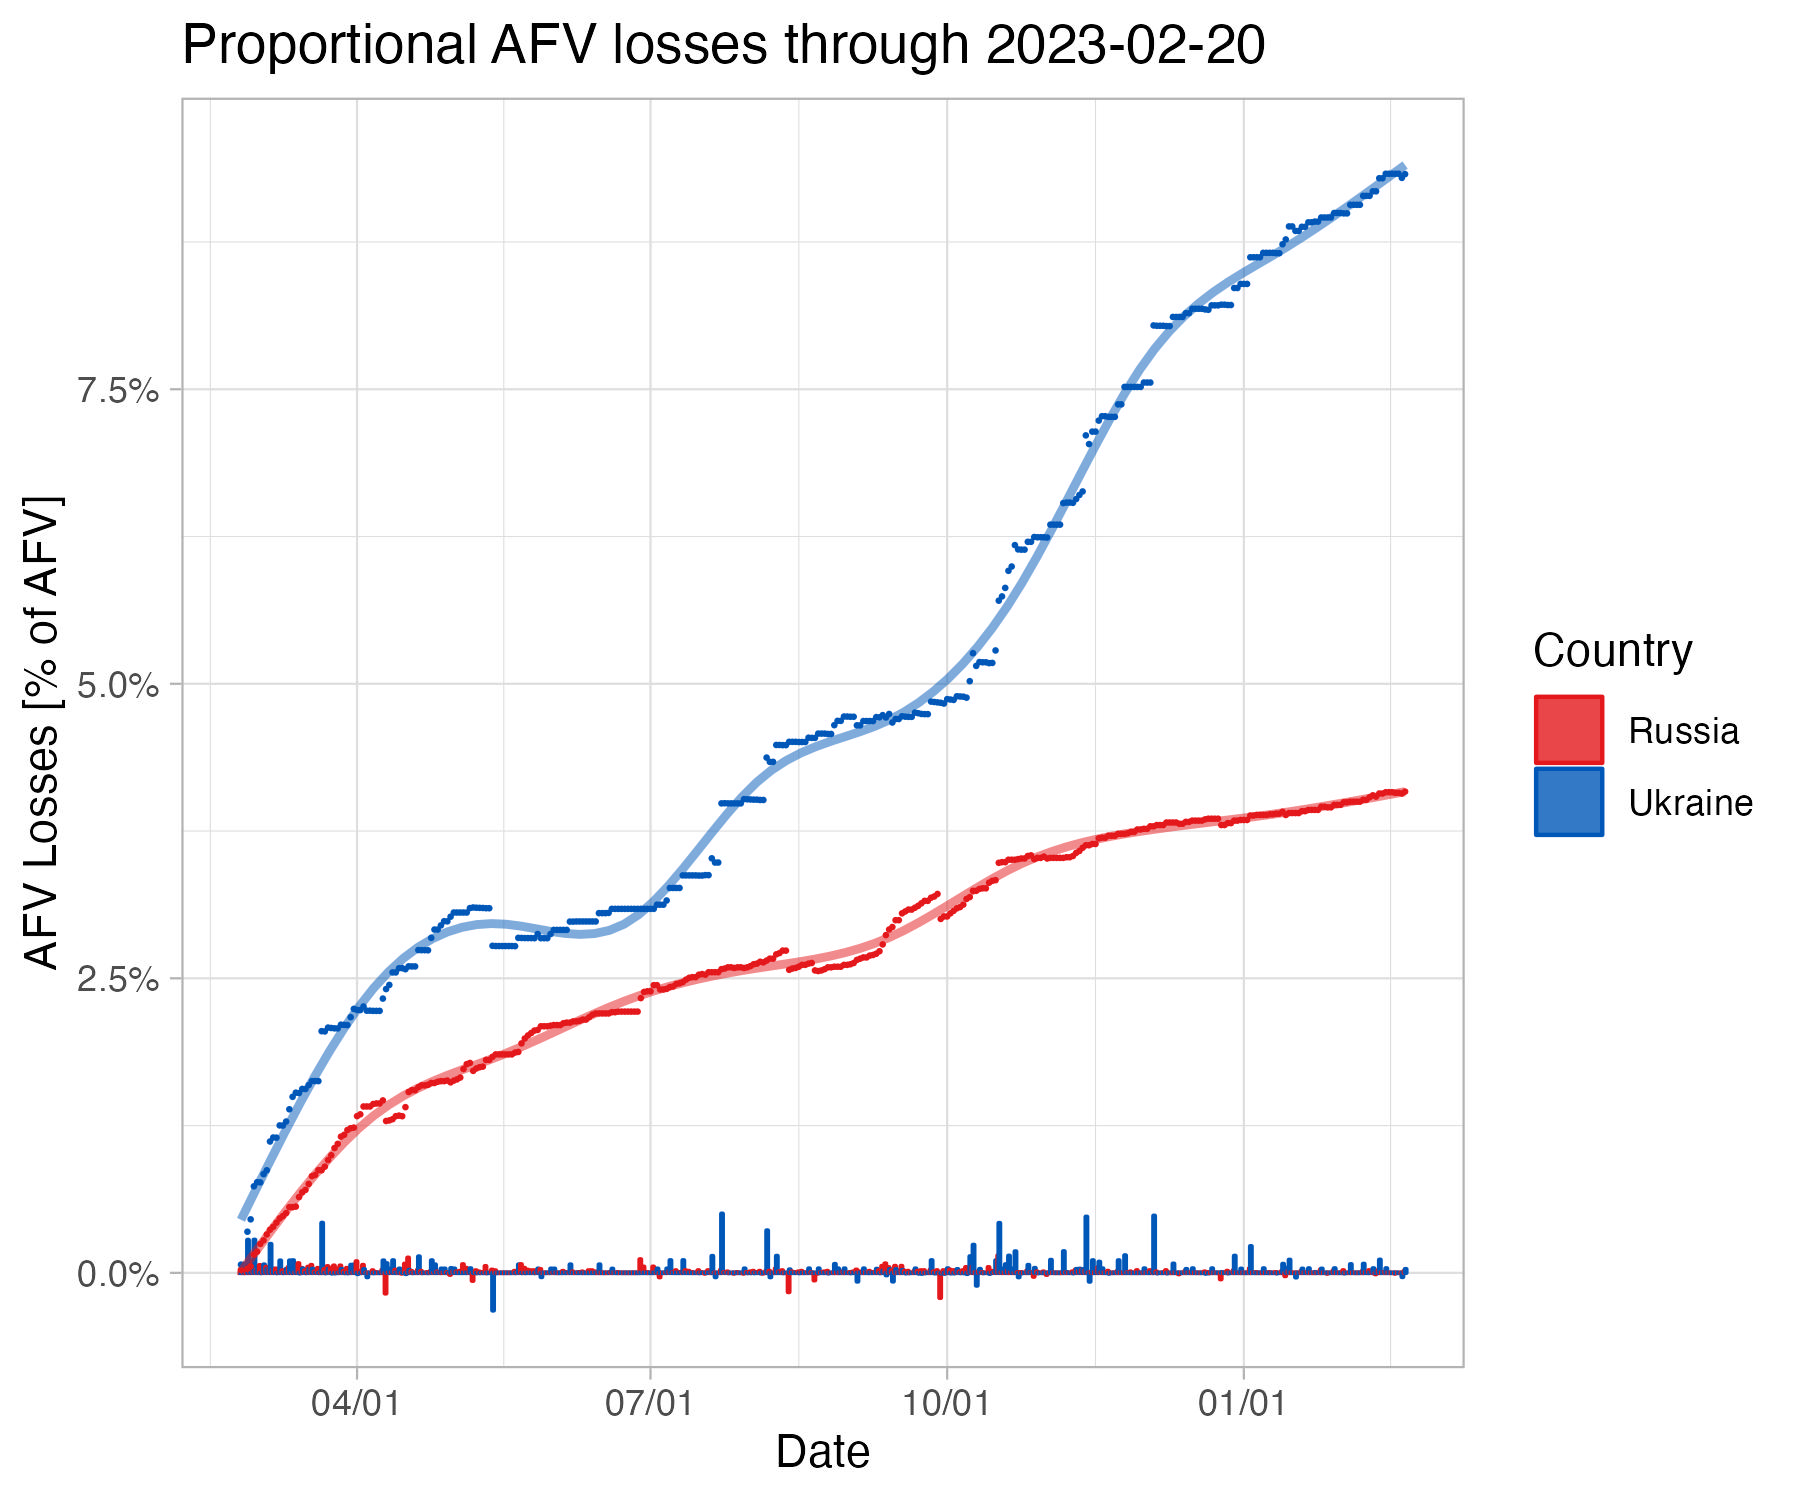 Proportional AFV losses through 2023-02-20
AFV Losses [% of AFV]
7.5%
5.0%
2.5%
0.0%
04/01
07/01
10/01
01/01
Date
Country
Russia
Ukraine